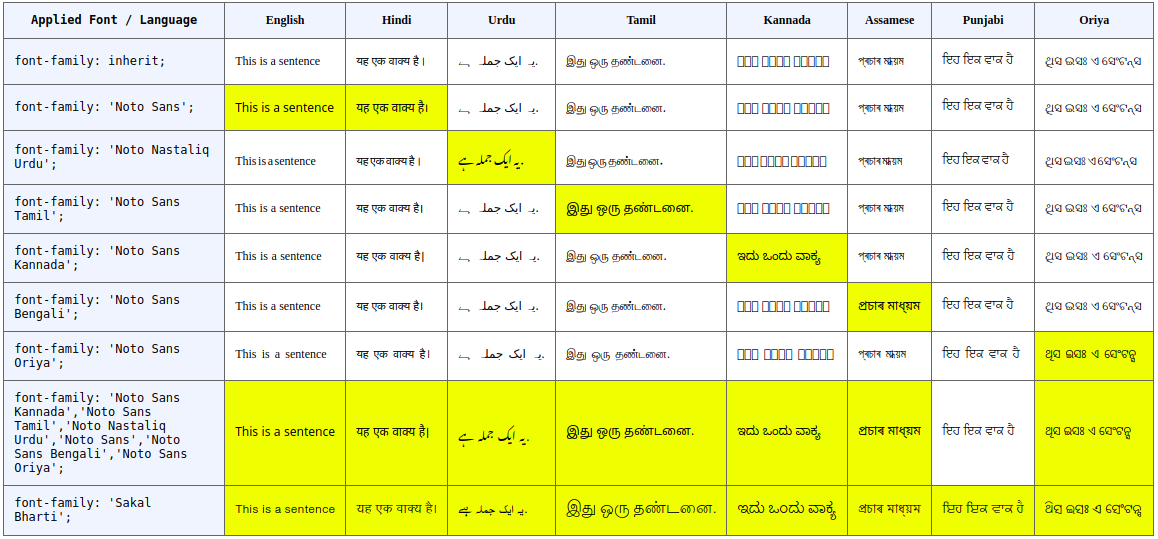 Applied Font / Language English Hindi Urdu Tamil Kannada Assamese Punjabi Oriya
font-family: inherit; This is a sentence यह एक वाक्य है। یہ ایک جملہ ہے. இது ஒரு தண்டனை. প্ৰচাৰ মাধ্যম ਇਹ ਇਕ ਵਾਕ ਹੈ ଥିସ ଇସଃ ଏ ସେଂଟନ୍ସ
font-family: 'Noto Sans'; This is a sentence यह एक वाक्य है। یہ ایک جملہ ہے. இது ஒரு தண்டனை. প্ৰচাৰ মাধ্যম ਇਹ ਇਕ ਵਾਕ ਹੈ ଥିସ ଇସଃ ଏ ସେଂଟନ୍ସ
font-family: 'Noto Nastaliq
Urdu'; This is a sentence यह एक वाक्य है। یہ ایک جملہ ہے. இது ஒரு தண்டனை. প্ৰচাৰ মাধ্যম ਇਹ ਇਕ ਵਾਕ ਹੈ ଥିସ ଇସଃ ଏ ସେଂଟନ୍ସ
font-family: 'Noto Sans
Tamil'; This is a sentence यह एक वाक्य है। یہ ایک جملہ ہے. இது ஒரு தண்டனை. প্ৰচাৰ মাধ্যম ਇਹ ਇਕ ਵਾਕ ਹੈ ଥିସ ଇସଃ ଏ ସେଂଟନ୍ସ
font-family: 'Noto Sans
Kannada'; This is a sentence यह एक वाक्य है। یہ ایک جملہ ہے. இது ஒரு தண்டனை. ಇದು ಒಂದು ವಾಕ್ಯ প্ৰচাৰ মাধ্যম ਇਹ ਇਕ ਵਾਕ ਹੈ ଥିସ ଇସଃ ଏ ସେଂଟନ୍ସ
font-family: 'Noto Sans
Bengali'; This is a sentence यह एक वाक्य है। یہ ایک جملہ ہے. இது ஒரு தண்டனை. প্ৰচাৰ মাধ্যম ਇਹ ਇਕ ਵਾਕ ਹੈ ଥିସ ଇସଃ ଏ ସେଂଟନ୍ସ
font-family: 'Noto Sans
Oriya'; This is a sentence यह एक वाक्य है। یہ ایک جملہ ہے. இது ஒரு தண்டனை. প্ৰচাৰ মাধ্যম ਇਹ ਇਕ ਵਾਕ ਹੈ ଥିସ ଇସଃ ଏ ସେଂଟନ୍ସ
font-family: 'Noto Sans
Kannada','Noto Sans
Tamil','Noto Nastaliq
Urdu','Noto Sans','Noto
Sans Bengali','Noto Sans
Oriya'; This is a sentence यह एक वाक्य है। یہ ایک جملہ ہے. இது ஒரு தண்டனை. ಇದು ಒಂದು ವಾಕ್ಯ প্ৰচাৰ মাধ্যম ਇਹ ਇਕ ਵਾਕ ਹੈ ଥିସ ଇସଃ ଏ ସେଂଟନ୍ସ
font-family: 'Sakal
Bharti'; This is a sentence यह एक वाक्य है। یہ ایک جملہ ہے. இது ஒரு தண்டனை. ಇದು ಒಂದು ವಾಕ್ಯ প্ৰচাৰ মাধ্যম ਇਹ ਇਕ ਵਾਕ ਹੈ ଥିସ ଇସଃ ଏ ସେଂଟନ୍ସ